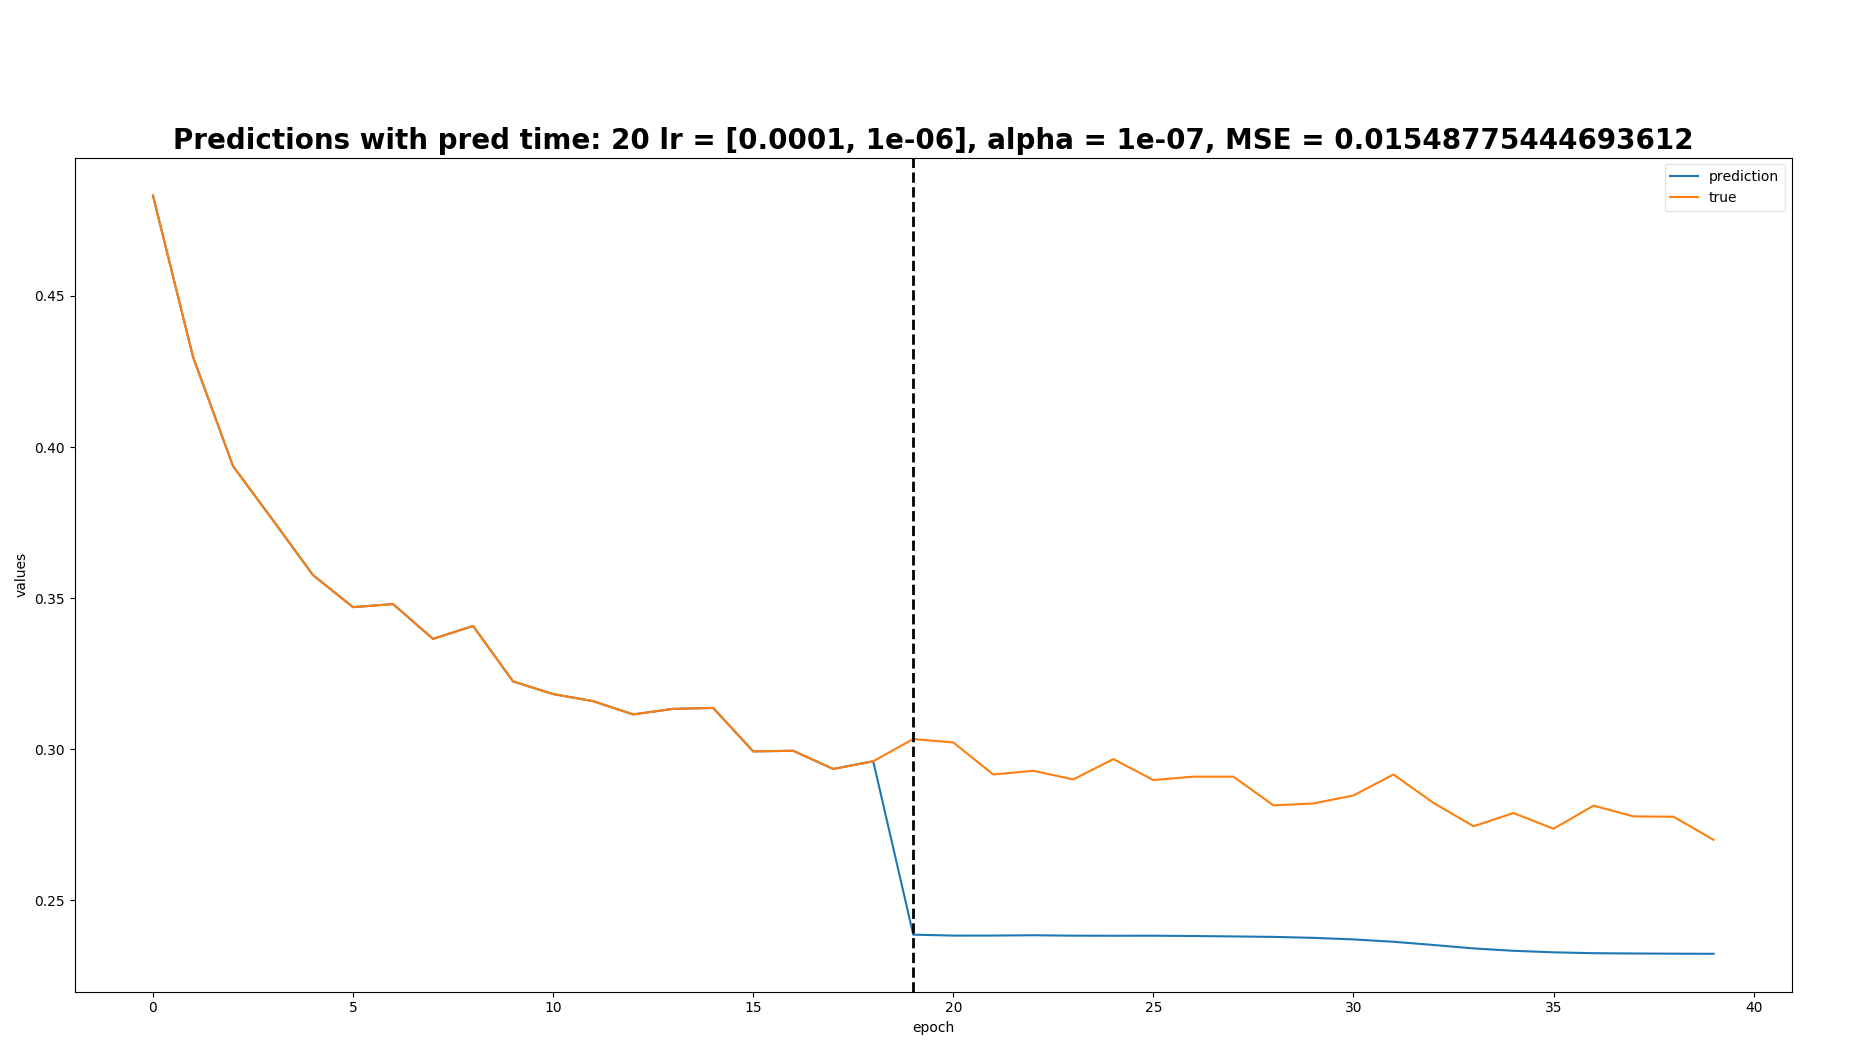 Predictions with pred time: 20 lr = [0.0001, 1e-06], alpha = 1e-07, MSE = 0.01548775444693612
prediction
true
0.45
0.40
0.35
0.30
0.25
values
0 5 10 15 20 25 30 35 40
epoch